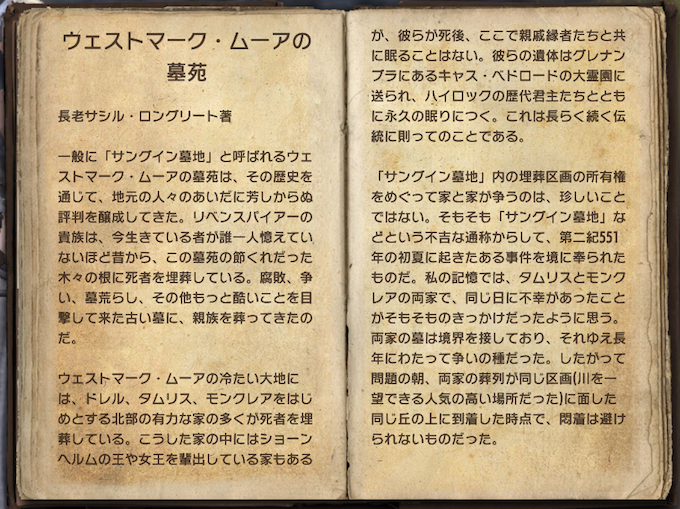 ウェストマーク・ムーアの
墓苑
長老サシル・ロングリート著
一般に「サングイン墓地」と呼ばれるウェ
ストマーク・ムーアの墓苑は、その歴史を
通じて、地元の人々のあいだに芳しからぬ
評判を醸成してきた。リベンスパイアーの
貴族は、今生きている者が誰一人憶えてい
ないほど昔から、この墓苑の節くれだった
木々の根に死者を埋葬している。腐敗、争
い、墓荒らし、その他もっと酷いことを目
撃して来た古い墓に、親族を葬ってきたの
だ。
ウェストマーク・ムーアの冷たい大地に
は、ドレル、タムリス、モンクレアをはじ
めとする北部の有力な家の多くが死者を埋
葬している。こうした家の中にはショーン
ヘルムの王や女王を輩出している家もある
が、彼らが死後、ここで親戚縁者たちと共
に眠ることはない。彼らの遺体はグレナン
ブラにあるキャス・ベドロードの大霊園に
送られ、ハイロックの歴代君主たちととも
に永久の眠りにつく。これは長らく続く伝
統に則ってのことである。
「サングイン墓地」内の埋葬区画の所有権
をめぐって家と家が争うのは、珍しいこと
ではない。そもそも「サングイン墓地」な
どという不吉な通称からして、第二紀551
年の初夏に起きたある事件を境に奉られた
ものだ。私の記憶では、タムリスとモンク
レアの両家で、同じ日に不幸があったこと
がそもそものきっかけだったように思う。
両家の墓は境界を接しており、それゆえ長
年にわたって争いの種だった。したがって
問題の朝、両家の葬列が同じ区画(川を一
望できる人気の高い場所だった)に面した
同じ丘の上に到着した時点で、悶着は避け
られないものだった。